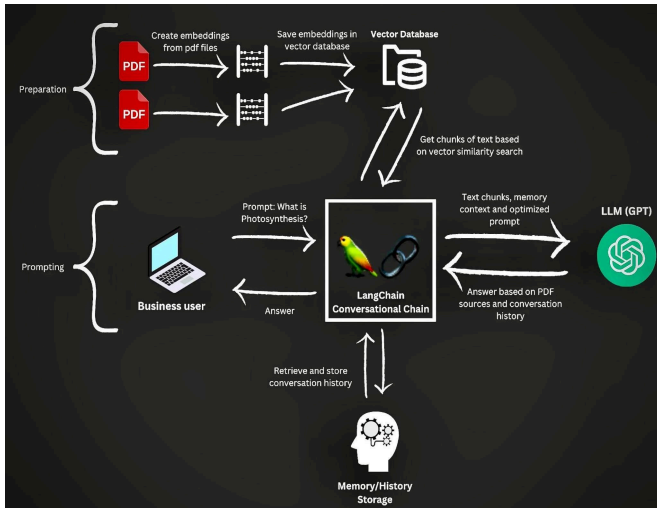 Create embeddings
from pdf files
Save embeddings in
vector database
Vector Database
PDF
Preparation
PDF
Get chunks of text based
on vector similarity search
Prompt: What is
Photosynthesis?
Text chunks, memory
context and optimized
prompt
LLM (GPT)
Prompting
Business user
Answer
LangChain
Conversational Chain
Answer based on PDF
sources and conversation
history
Retrieve and store
conversation history
Memory/History
Storage